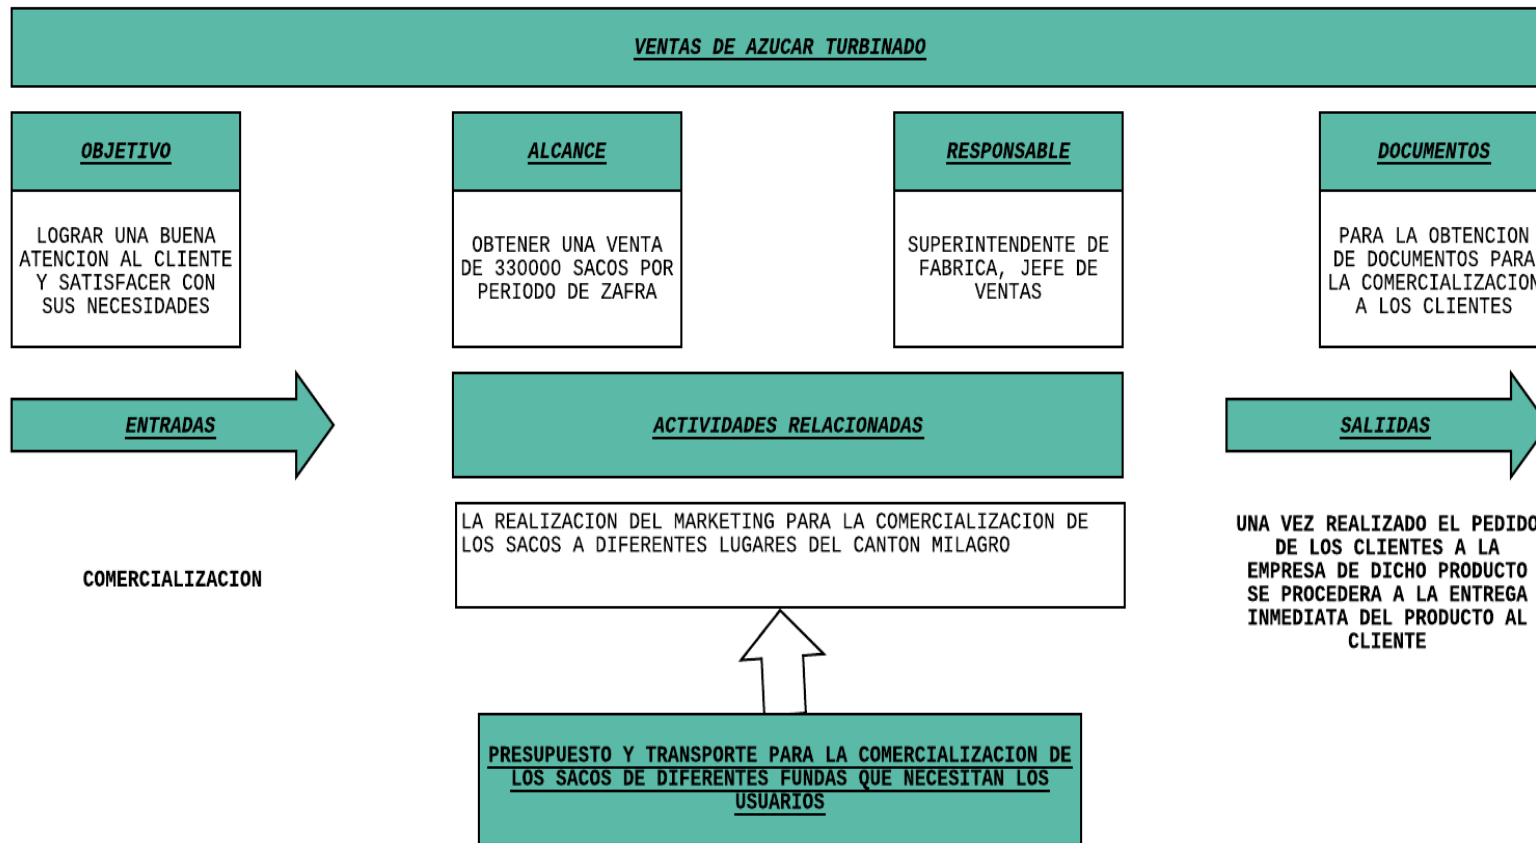 VENTAS DE AZUCAR TURBINADO
OBJETIVO
LOGRAR UNA BUENA
ATENCION AL CLIENTE
Y SATISFACER CON
SUS NECESIDADES
ALCANCE
OBTENER UNA VENTA
DE 330000 SACOS POR
PERIODO DE ZAFRA
RESPONSABLE
SUPERINTENDENTE DE
FABRICA, JEFE DE
VENTAS
DOCUMENTOS
PARA LA OBTENCION
DE DOCUMENTOS PARA
LA COMERCIALIZACION
A LOS CLIENTES
ENTRADAS
ACTIVIDADES RELACIONADAS
SALIIDAS
COMERCIALIZACION
LA REALIZACION DEL MARKETING PARA LA COMERCIALIZACION DE
LOS SACOS A DIFERENTES LUGARES DEL CANTON MILAGRO
UNA VEZ REALIZADO EL PEDIDO
DE LOS CLIENTES A LA
EMPRESA DE DICHO PRODUCTO
SE PROCEDERA A LA ENTREGA
INMEDIATA DEL PRODUCTO AL
CLIENTE
PRESUPUESTO Y TRANSPORTE PARA LA COMERCIALIZACION DE
LOS SACOS DE DIFERENTES FUNDAS QUE NECESITAN LOS
USUARIOS